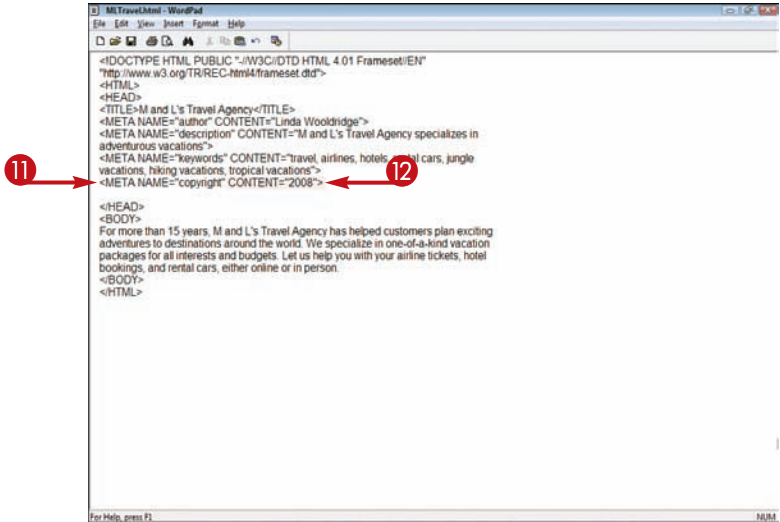 MLTravel.html - WordPad
File Edit View Insert Format Help
<!DOCTYPE HTML PUBLIC "-//W3C//DTD HTML 4.01 Frameset//EN"
"http://www.w3.org/TR/REC-html4/frameset.dtd">
<HTML>
<HEAD>
<TITLE>M and L's Travel Agency</TITLE>
<META NAME="author" CONTENT="Linda Wooldridge">
<META NAME="description" CONTENT="M and L's Travel Agency specializes in
adventurous vacations">
<META NAME="keywords" CONTENT="travel, airlines, hotels, rental cars, jungle
vacations, hiking vacations, tropical vacations">
11 <META NAME="copyright" CONTENT="2008"> 12
</HEAD>
<BODY>
For more than 15 years, M and L's Travel Agency has helped customers plan exciting
adventures to destinations around the world. We specialize in one-of-a-kind vacation
packages for all interests and budgets. Let us help you with your airline tickets, hotel
bookings, and rental cars, either online or in person.
</BODY>
</HTML>
For Help, press F1
NUM